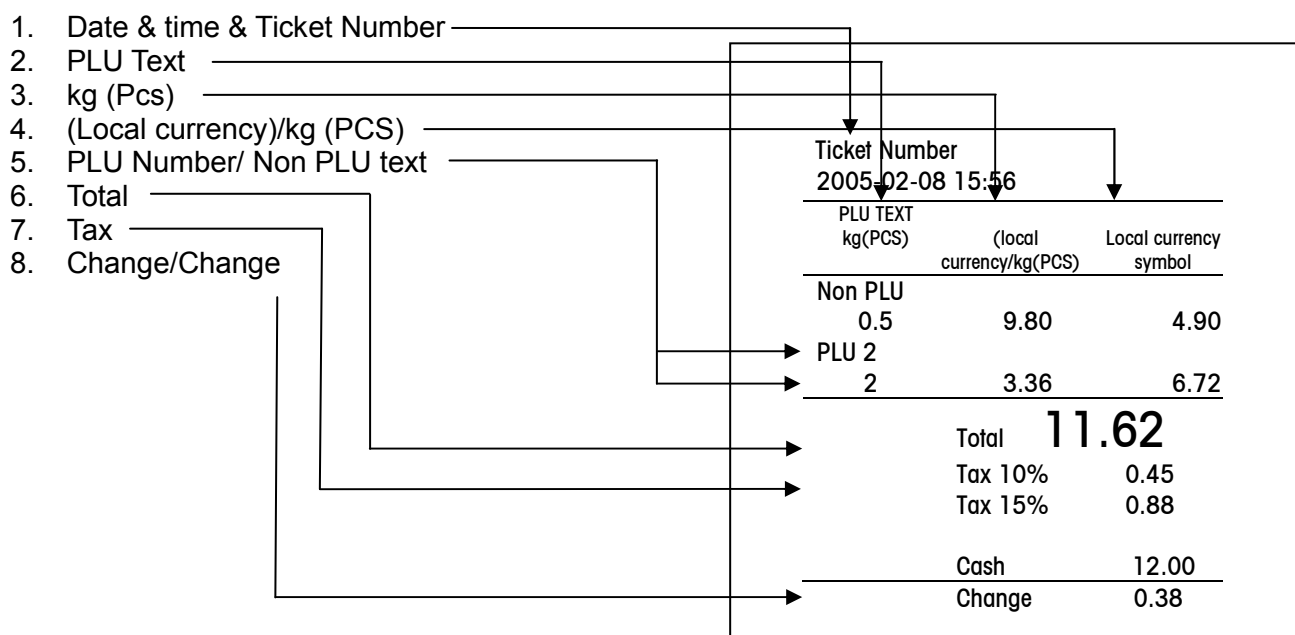 1. Date & time & Ticket Number
2. PLU Text
3. kg (Pcs)
4. (Local currency)/kg (PCS)
5. PLU Number/ Non PLU text
6. Total
7. Tax
8. Change/Change
Ticket Number
2005-02-08 15:56
PLU TEXT
kg(PCS) (local Local currency
currency/kg(PCS) symbol
Non PLU
0.5 9.80 4.90
PLU 2
2 3.36 6.72
Total 11.62
Tax 10% 0.45
Tax 15% 0.88
Cash 12.00
Change 0.38